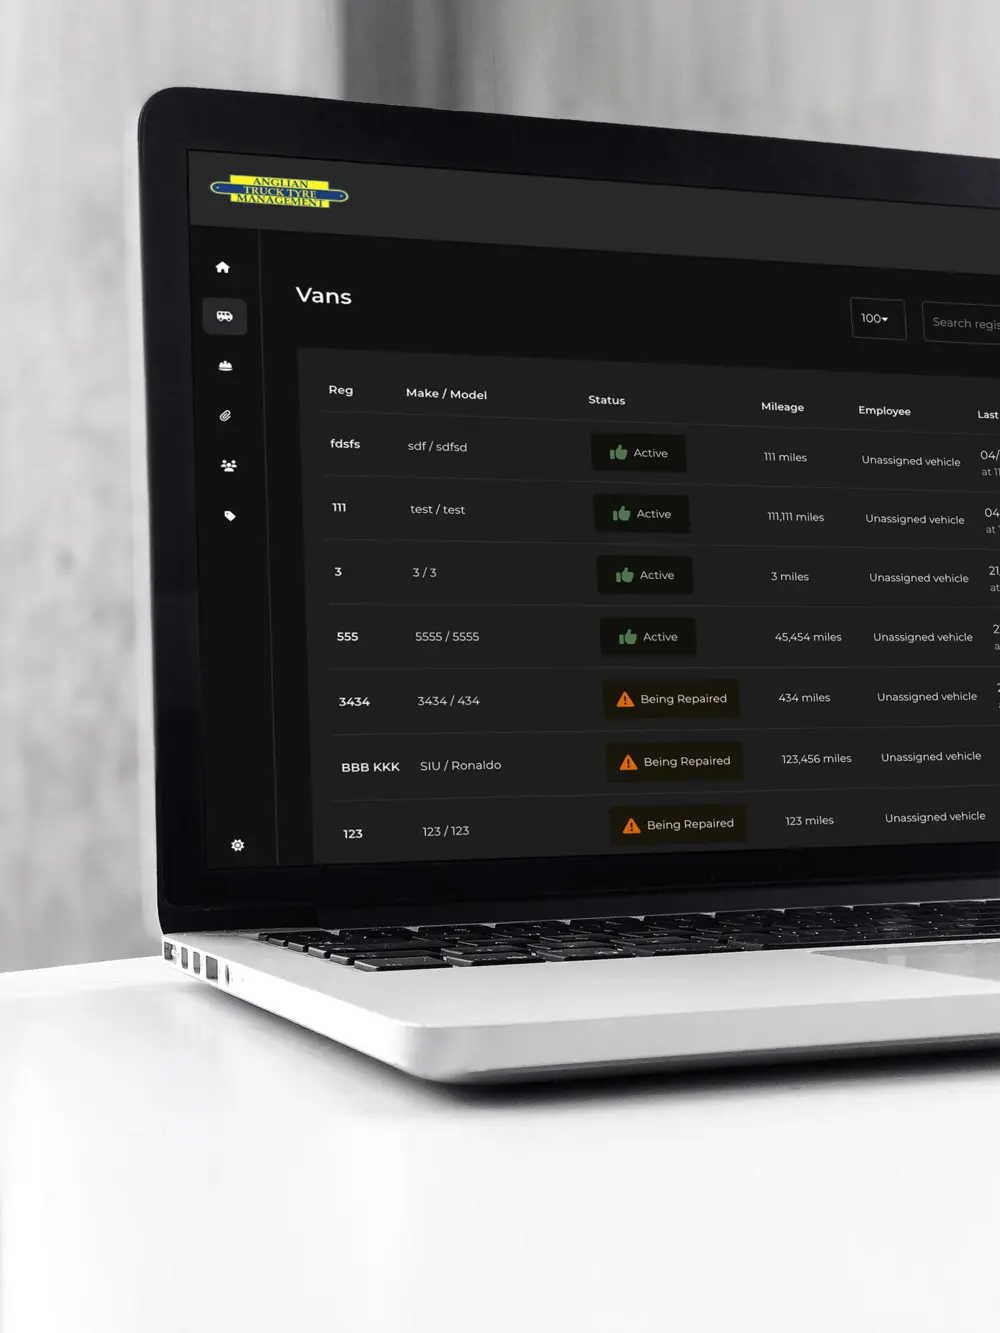 ANGLIAN
TRUCK TYRE
MANAGEMENT
Vans
100
Search regis
Reg Make / Model Status Mileage Employee Last
fdsfs sdf / sdfsd Active 111 miles Unassigned vehicle 04/
at 11
111 test / test Active 111,111 miles Unassigned vehicle 04
at 1
3 3 / 3 Active 3 miles Unassigned vehicle 21,
at
555 5555 / 5555 Active 45,454 miles Unassigned vehicle 2
a
3434 3434 / 434 Being Repaired 434 miles Unassigned vehicle
BBB KKK SIU / Ronaldo Being Repaired 123,456 miles Unassigned vehicle
123 123 / 123 Being Repaired 123 miles Unassigned vehicle